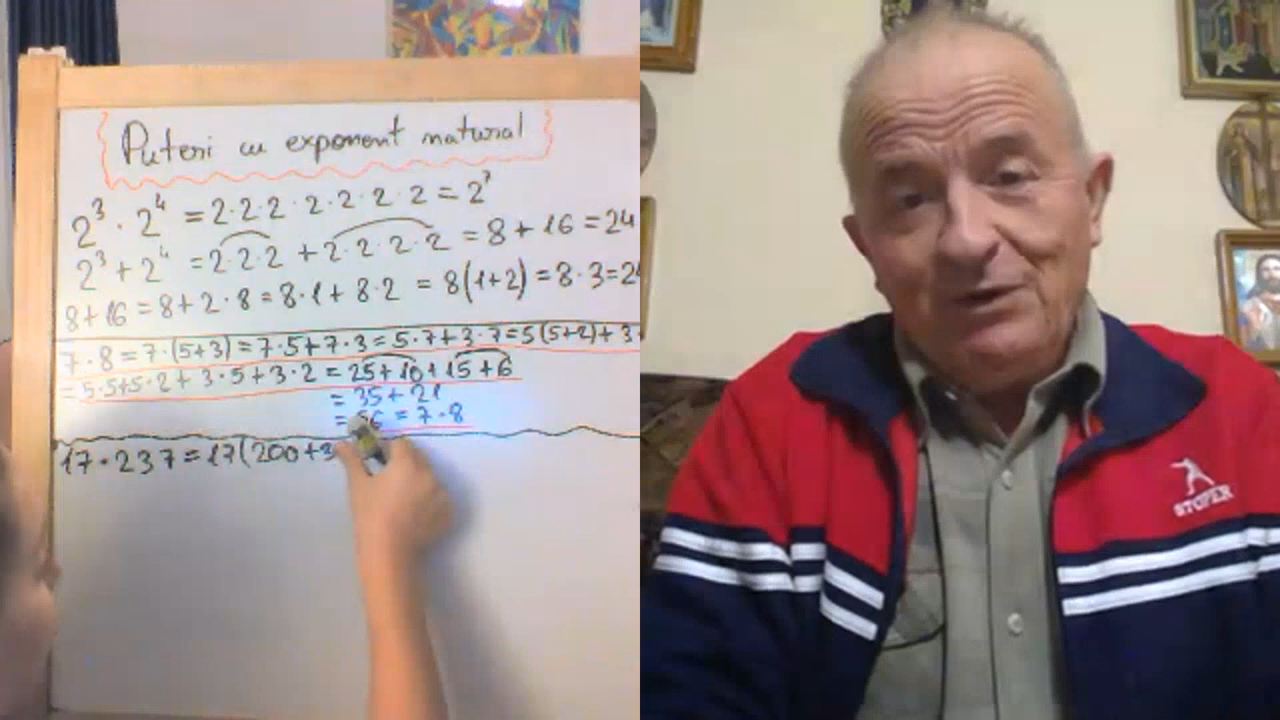 Puteri cu exponent natural
2³ · 2⁴ = 2·2·2·2·2·2·2 = 2⁷
2³ + 2⁴ = 2·2·2 + 2·2·2·2 = 8 + 16 = 24
8 + 16 = 8 + 2·8 = 8·1 + 8·2 = 8(1+2) = 8·3 = 2
7·8 = 7·(5+3) = 7·5 + 7·3 = 5·7 + 3·7 = 5(5+2) + 3
= 5·5 + 5·2 + 3·5 + 3·2 = 25 + 10 + 15 + 6
= 35 + 21
= 56 = 7·8
17·237 = 17(200 + 3
STOPER